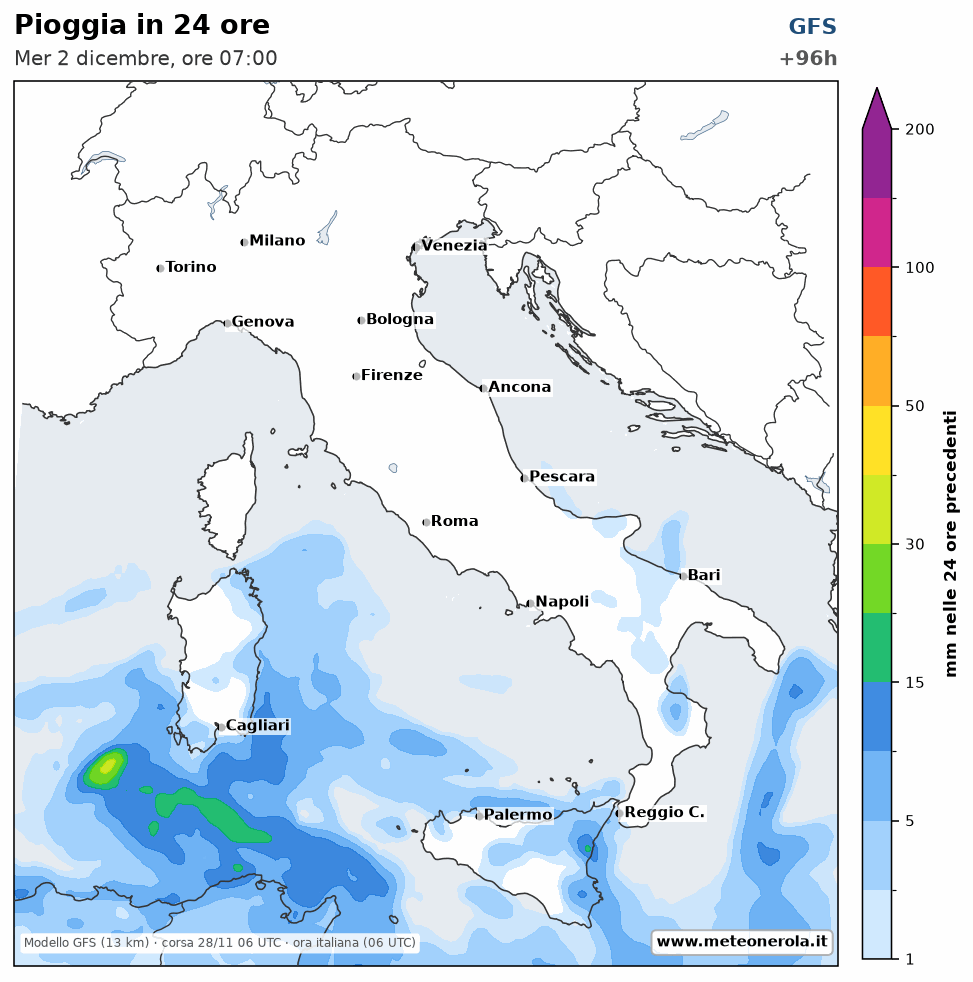 Pioggia in 24 ore
GFS
Mer 2 dicembre, ore 07:00
+96h
200
Milano
Venezia
Torino
100
Genova
Bologna
Firenze
Ancona
50
Pescara
Roma
30
Bari
Napoli
mm nelle 24 ore precedenti
15
Cagliari
Palermo
Reggio C.
5
Modello GFS (13 km) · corsa 28/11 06 UTC · ora italiana (06 UTC)
www.meteonerola.it
1